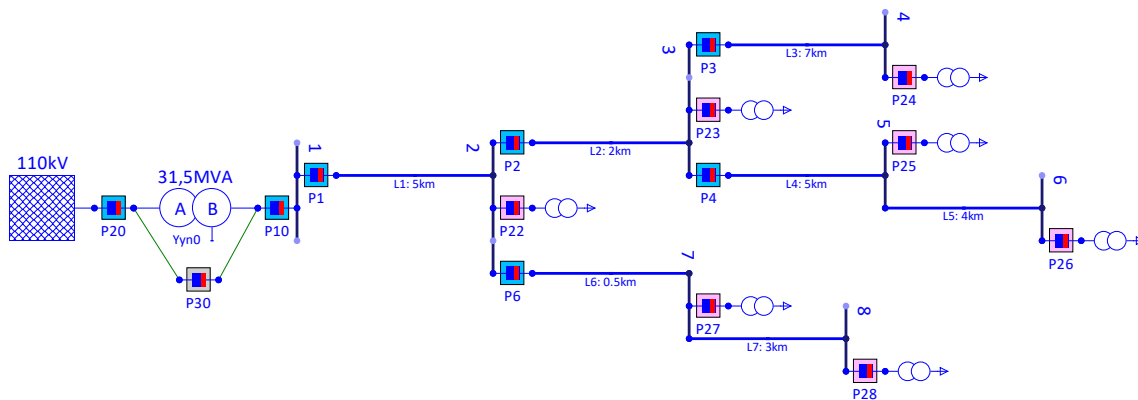 110kV
P20
31,5MVA
A
B
Yyn0
P30
P10
1
P1
L1: 5km
2
P2
P22
P6
L2: 2km
L6: 0.5km
3
P3
P23
P4
L3: 7km
4
P24
L4: 5km
5
P25
L5: 4km
6
P26
7
P27
L7: 3km
8
P28